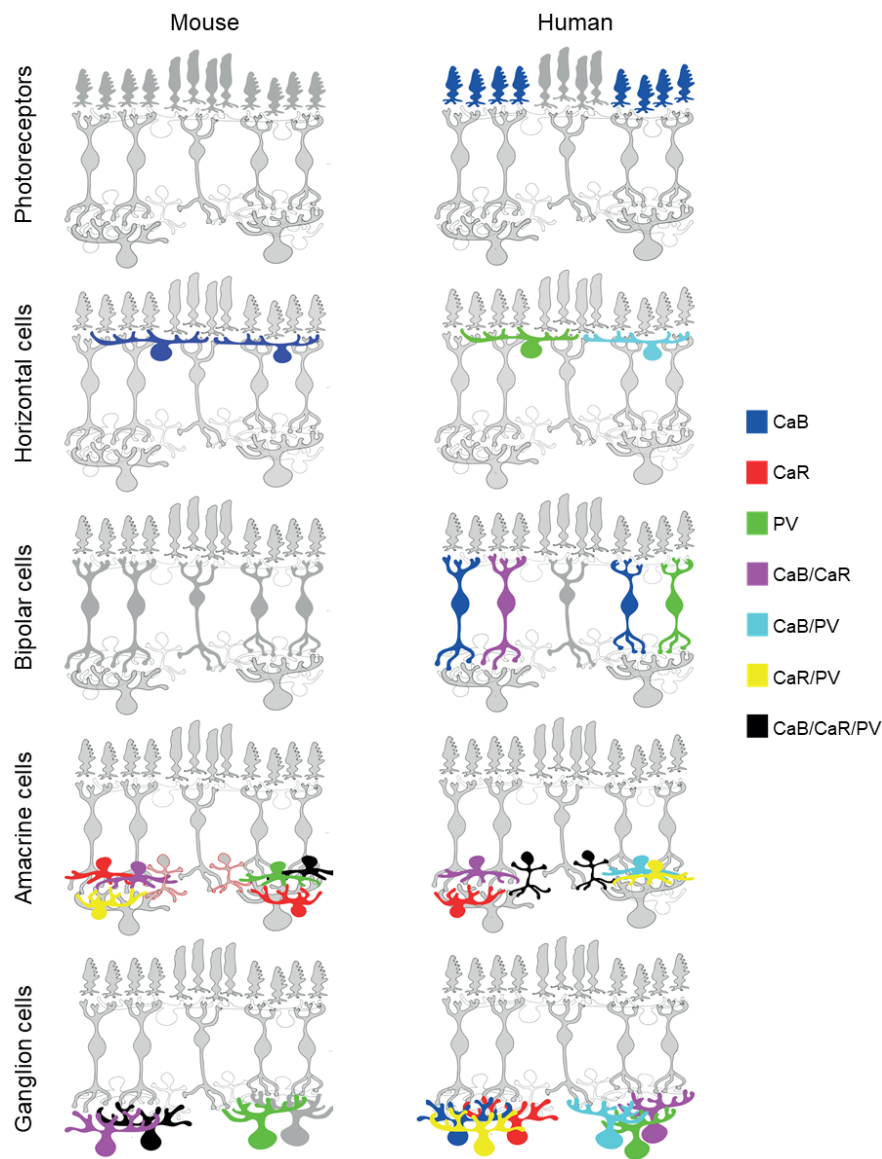 Mouse
Human
Photoreceptors
Horizontal cells
Bipolar cells
Amacrine cells
Ganglion cells
CaB
CaR
PV
CaB/CaR
CaB/PV
CaR/PV
CaB/CaR/PV